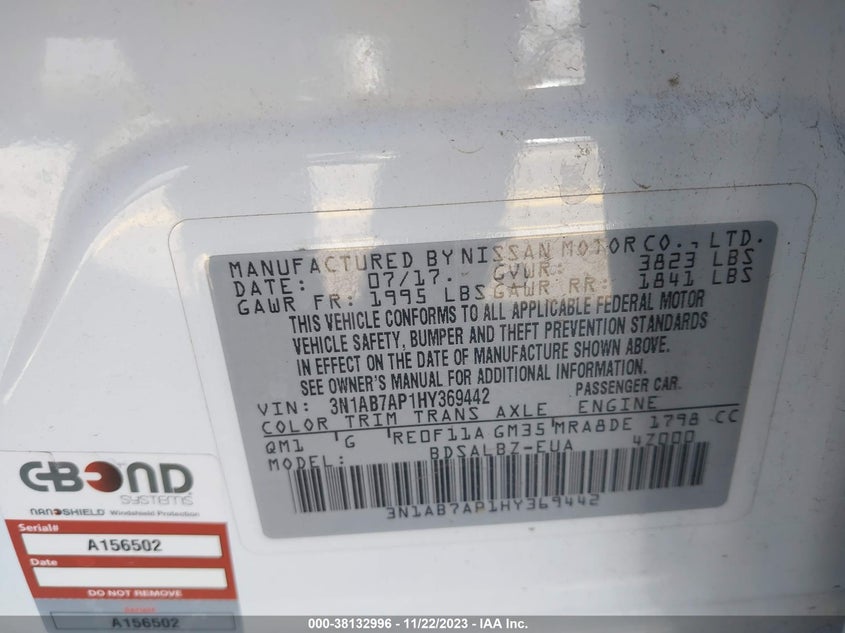 MANUFACTURED BY NISSAN MOTOR CO., LTD.
DATE: 07/17. GVWR: 3823 LBS
GAWR FR: 1995 LBS GAWR RR: 1841 LBS
THIS VEHICLE CONFORMS TO ALL APPLICABLE FEDERAL MOTOR
VEHICLE SAFETY, BUMPER AND THEFT PREVENTION STANDARDS
IN EFFECT ON THE DATE OF MANUFACTURE SHOWN ABOVE.
SEE OWNER'S MANUAL FOR ADDITIONAL INFORMATION.
VIN: 3N1AB7AP1HY369442 PASSENGER CAR.
COLOR TRIM TRANS AXLE ENGINE
QM1 G RE0F11A GM35 MRA8DE 1798 CC
MODEL: BDSALBZ-EUA 4Z000
3N1AB7AP1HY369442
C-BOND
SYSTEMS
NANOSHIELD Windshield Protection
Serial#
A156502
Date
DO NOT REMOVE
A156502
000-38132996 - 11/22/2023 - IAA Inc.